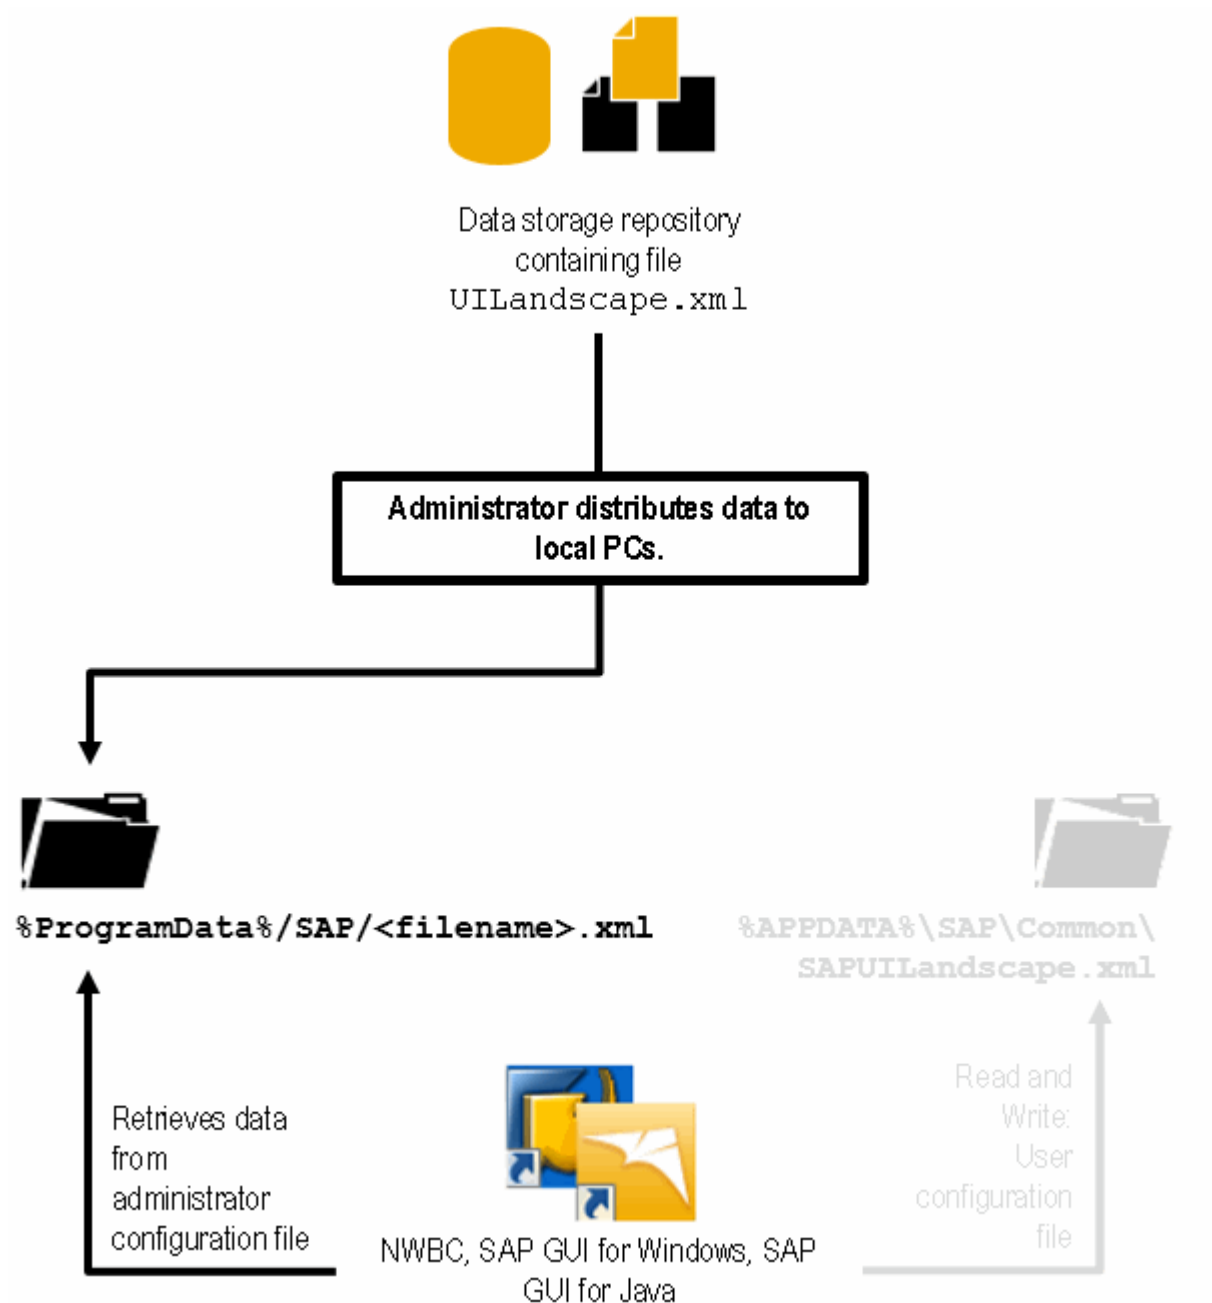 Data storage repository
containing file
UILandscape.xml
Administrator distributes data to
local PCs.
%ProgramData%/SAP/<filename>.xml
%APPDATA%\SAP\Common\
SAPUILandscape.xml
Retrieves data
from
administrator
configuration file
NWBC, SAP GUI for Windows, SAP
GUI for Java
Read and
Write:
User
configuration
file